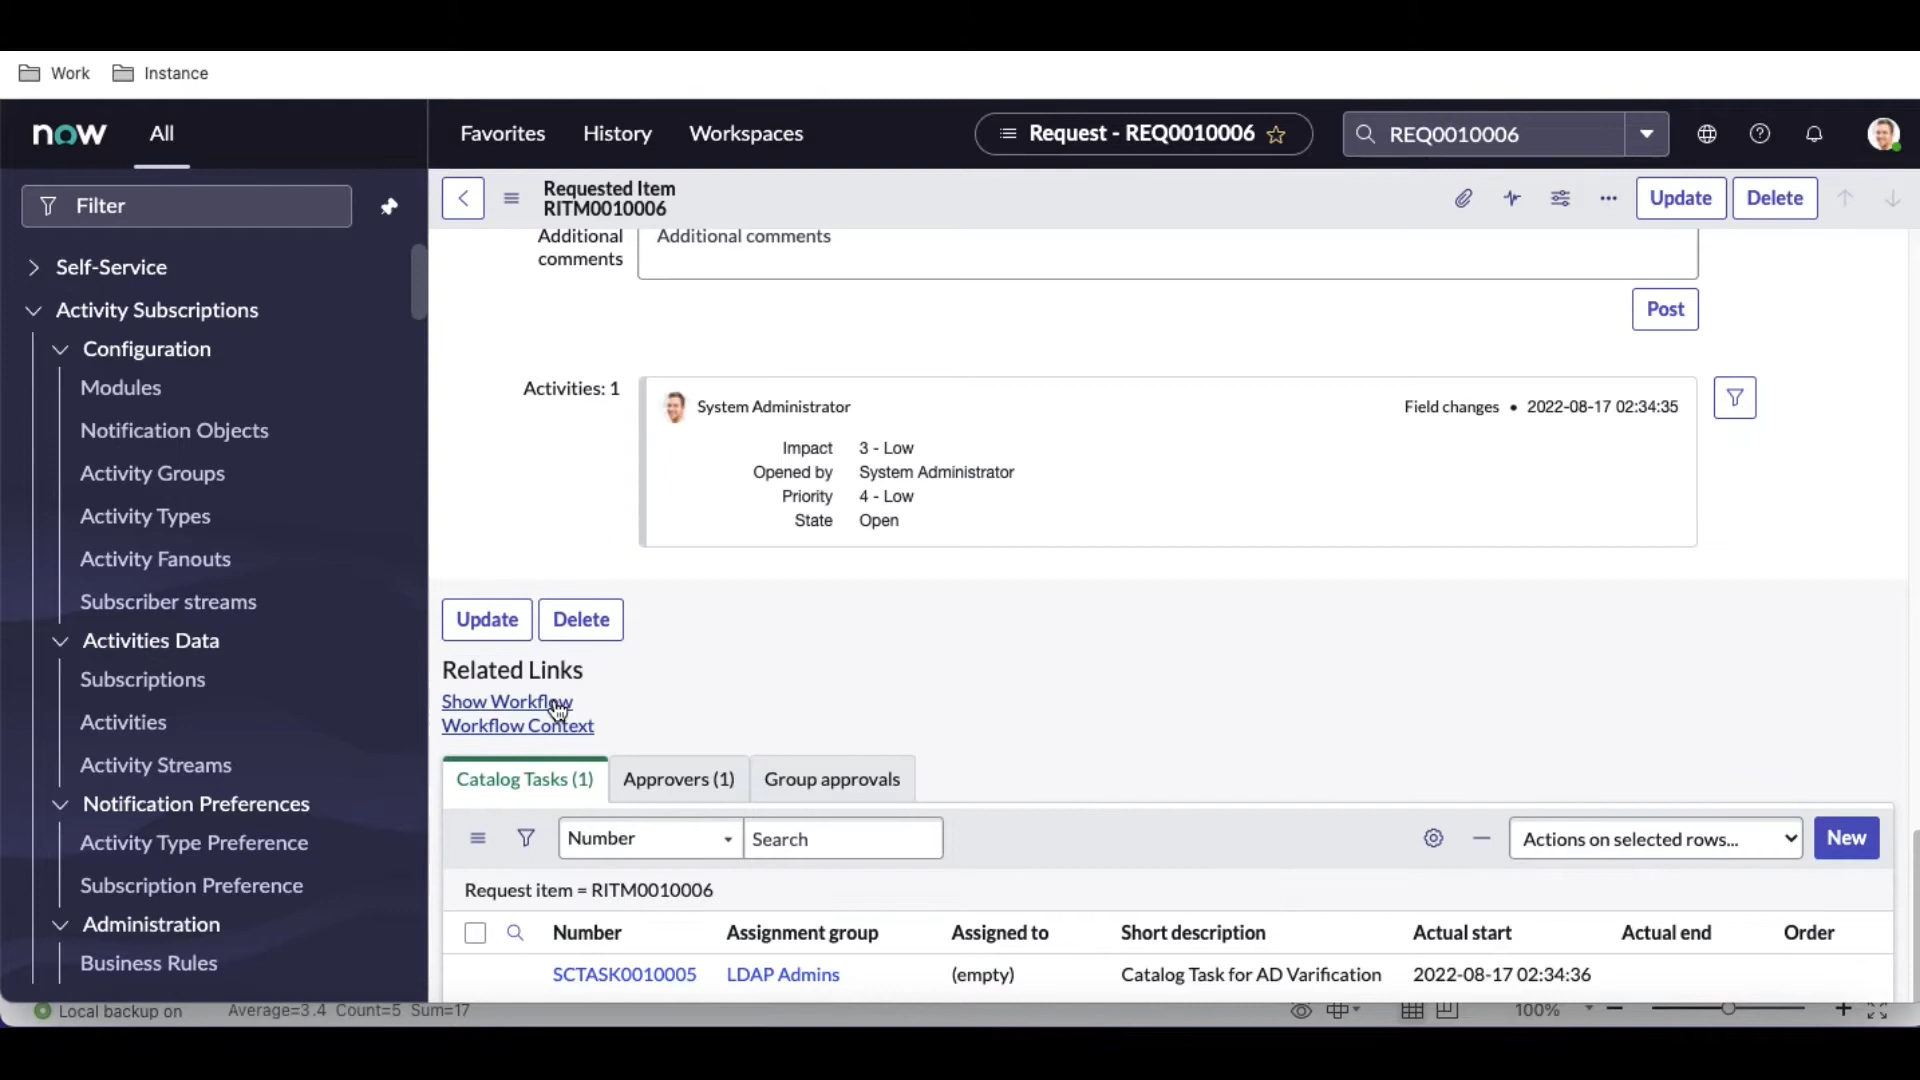 Work Instance
now All Favorites History Workspaces Request - REQ0010006 REQ0010006
Filter
Self-Service
Activity Subscriptions
Configuration
Modules
Notification Objects
Activity Groups
Activity Types
Activity Fanouts
Subscriber streams
Activities Data
Subscriptions
Activities
Activity Streams
Notification Preferences
Activity Type Preference
Subscription Preference
Administration
Business Rules
Requested Item
RITM0010006
Update Delete
Additional
comments
Additional comments
Post
Activities: 1
System Administrator Field changes • 2022-08-17 02:34:35
Impact 3 - Low
Opened by System Administrator
Priority 4 - Low
State Open
Update Delete
Related Links
Show Workflow
Workflow Context
Catalog Tasks (1) Approvers (1) Group approvals
Number Search Actions on selected rows... New
Request item = RITM0010006
Number Assignment group Assigned to Short description Actual start Actual end Order
SCTASK0010005 LDAP Admins (empty) Catalog Task for AD Varification 2022-08-17 02:34:36
Local backup on Average=3.4 Count=5 Sum=17 100%